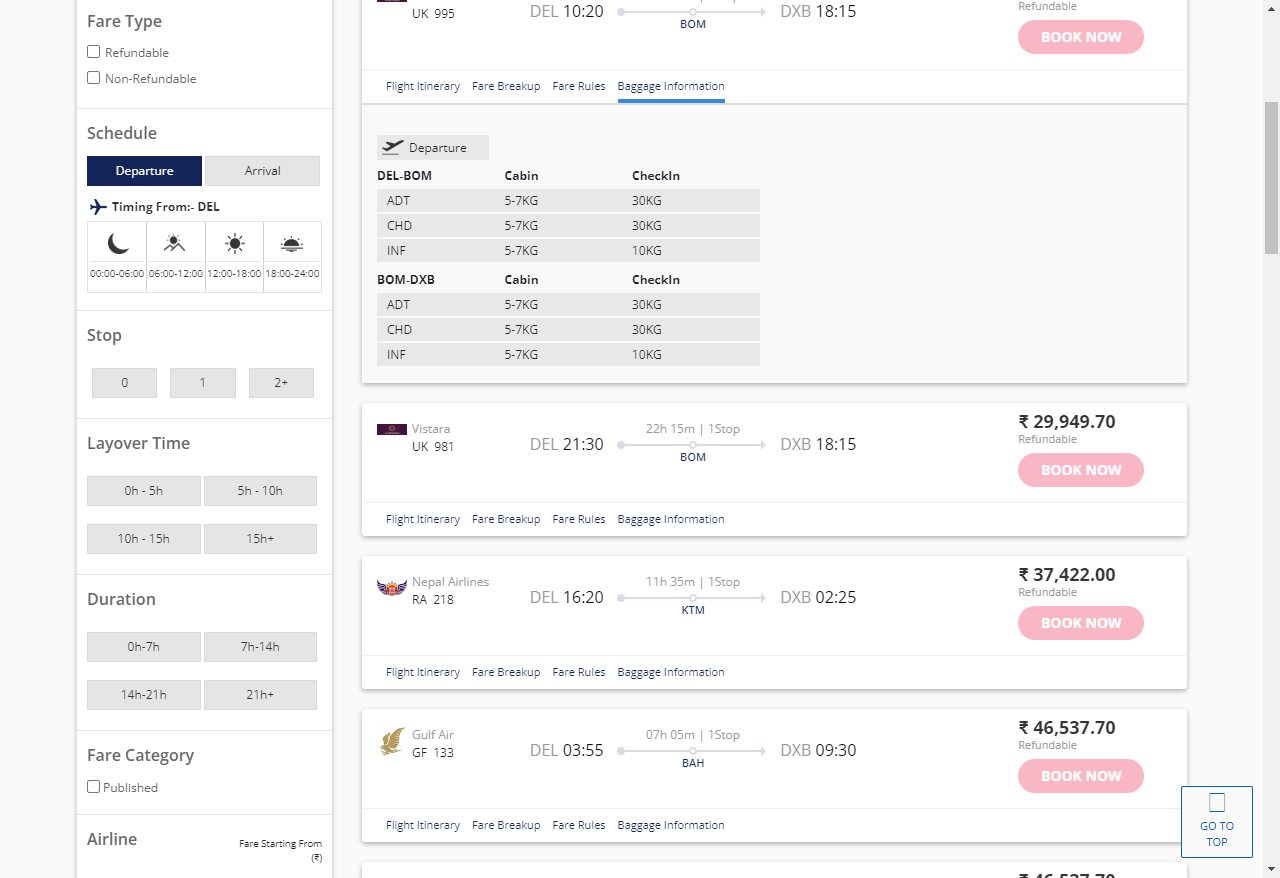 Fare Type
Refundable
Non-Refundable
Schedule
Departure Arrival
Timing From:- DEL
00:00-06:00 06:00-12:00 12:00-18:00 18:00-24:00
Stop
0 1 2+
Layover Time
0h - 5h 5h - 10h
10h - 15h 15h+
Duration
0h-7h 7h-14h
14h-21h 21h+
Fare Category
Published
Airline Fare Starting From
(₹)
UK 995 DEL 10:20 DXB 18:15
BOM
Refundable
BOOK NOW
Flight Itinerary Fare Breakup Fare Rules Baggage Information
Departure
DEL-BOM Cabin CheckIn
ADT 5-7KG 30KG
CHD 5-7KG 30KG
INF 5-7KG 10KG
BOM-DXB Cabin CheckIn
ADT 5-7KG 30KG
CHD 5-7KG 30KG
INF 5-7KG 10KG
Vistara
UK 981
DEL 21:30
22h 15m | 1Stop
BOM
DXB 18:15
₹ 29,949.70
Refundable
BOOK NOW
Flight Itinerary Fare Breakup Fare Rules Baggage Information
Nepal Airlines
RA 218
DEL 16:20
11h 35m | 1Stop
KTM
DXB 02:25
₹ 37,422.00
Refundable
BOOK NOW
Flight Itinerary Fare Breakup Fare Rules Baggage Information
Gulf Air
GF 133
DEL 03:55
07h 05m | 1Stop
BAH
DXB 09:30
₹ 46,537.70
Refundable
BOOK NOW
Flight Itinerary Fare Breakup Fare Rules Baggage Information
₹ 46,537.70
GO TO
TOP